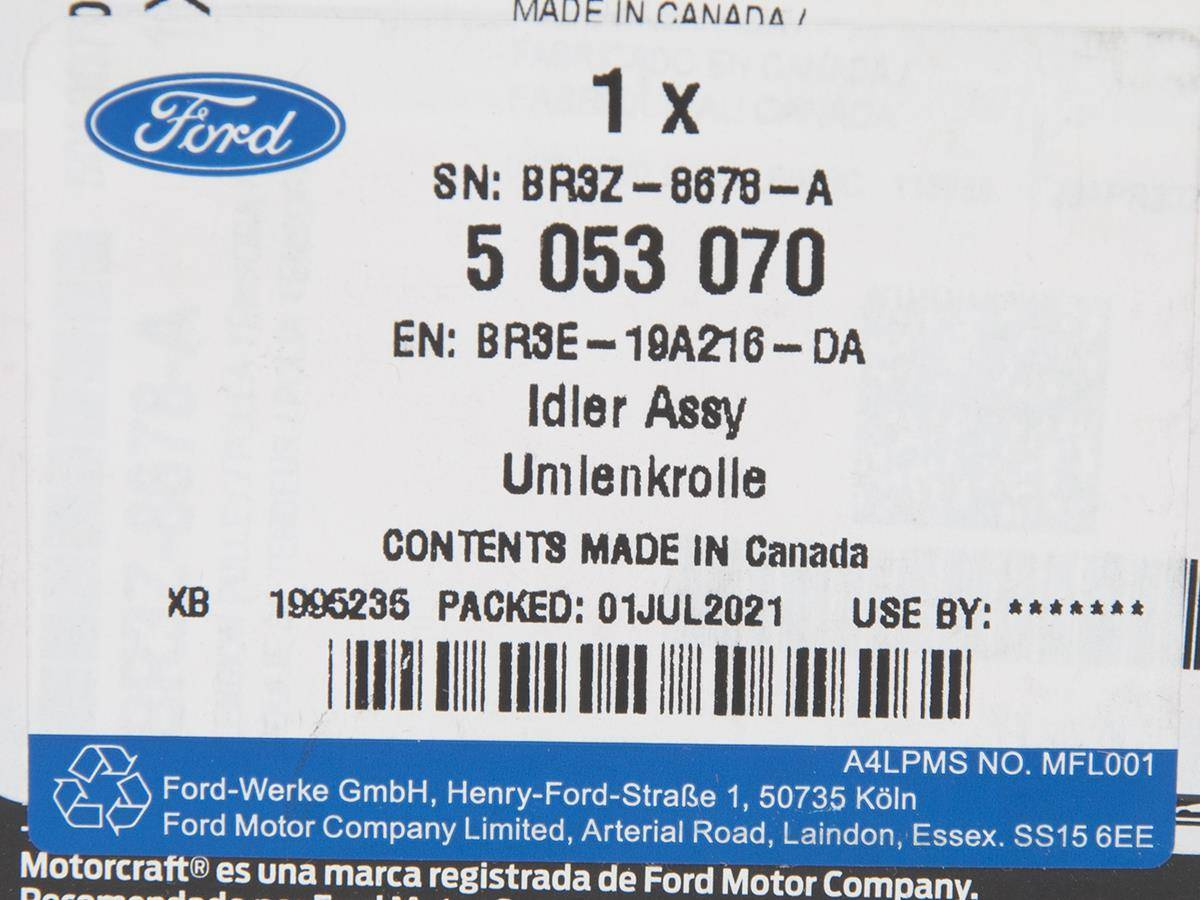 MADE IN CANADA /
Ford
1 x
SN: BR3Z-8678-A
5 053 070
EN: BR3E-19A216-DA
Idler Assy
Umlenkrolle
CONTENTS MADE IN Canada
XB 1995235 PACKED: 01JUL2021 USE BY: *******
A4LPMS NO. MFL001
Ford-Werke GmbH, Henry-Ford-Straße 1, 50735 Köln
Ford Motor Company Limited, Arterial Road, Laindon, Essex. SS15 6EE
Motorcraft® es una marca registrada de Ford Motor Company.